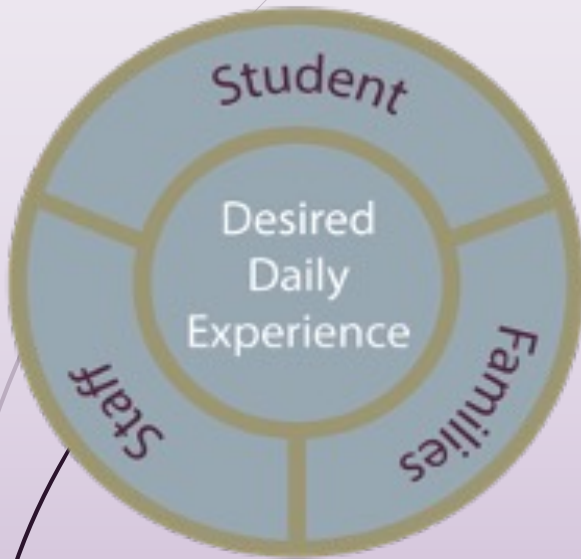 Student
Desired
Daily
Experience
Staff
Families